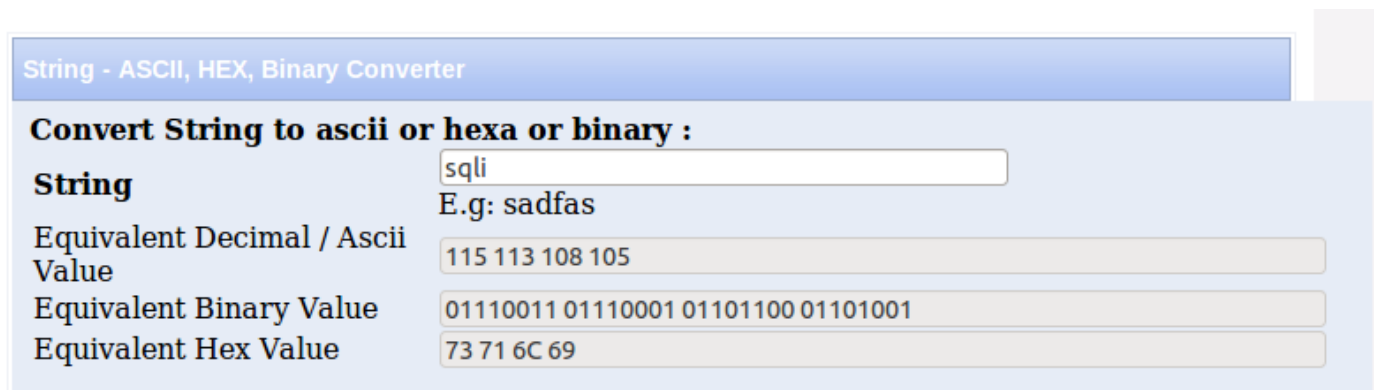 String - ASCII, HEX, Binary Converter
Convert String to ascii or hexa or binary :
String
sqli
E.g: sadfas
Equivalent Decimal / Ascii
Value
115 113 108 105
Equivalent Binary Value
01110011 01110001 01101100 01101001
Equivalent Hex Value
73 71 6C 69